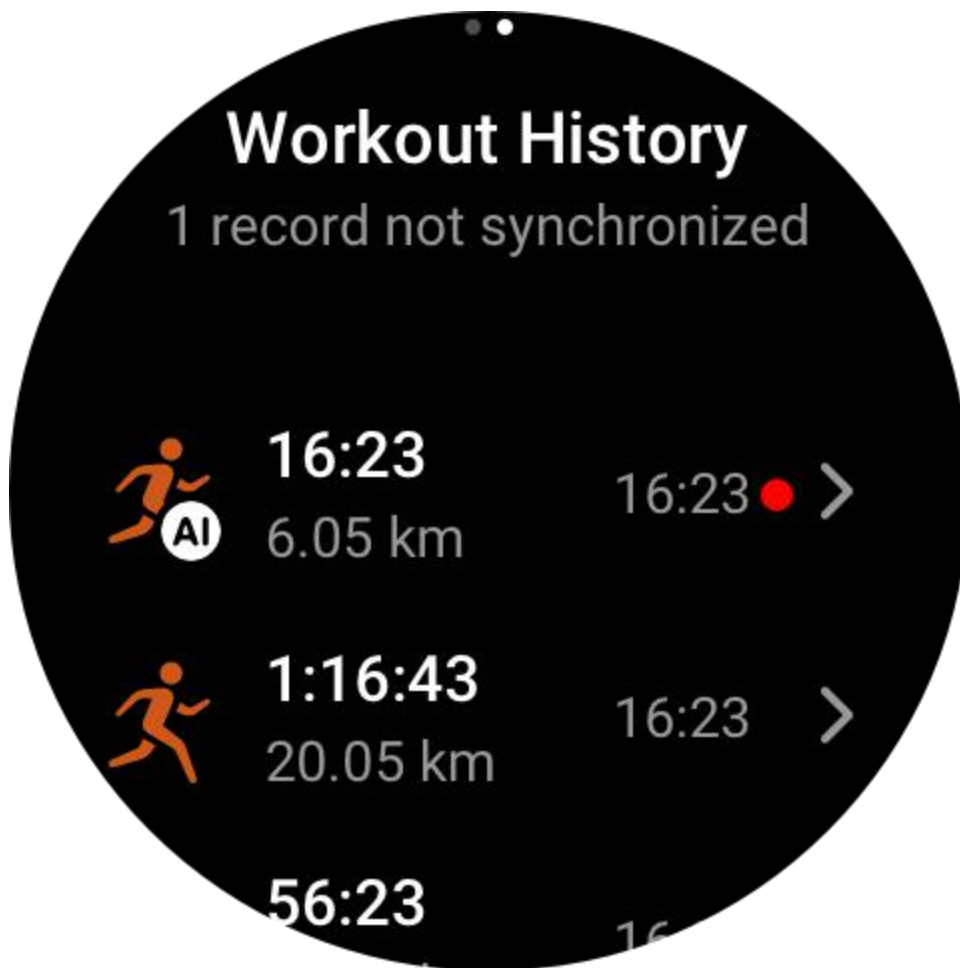 Workout History
1 record not synchronized
16:23
6.05 km
16:23
AI
1:16:43
20.05 km
16:23
56:23